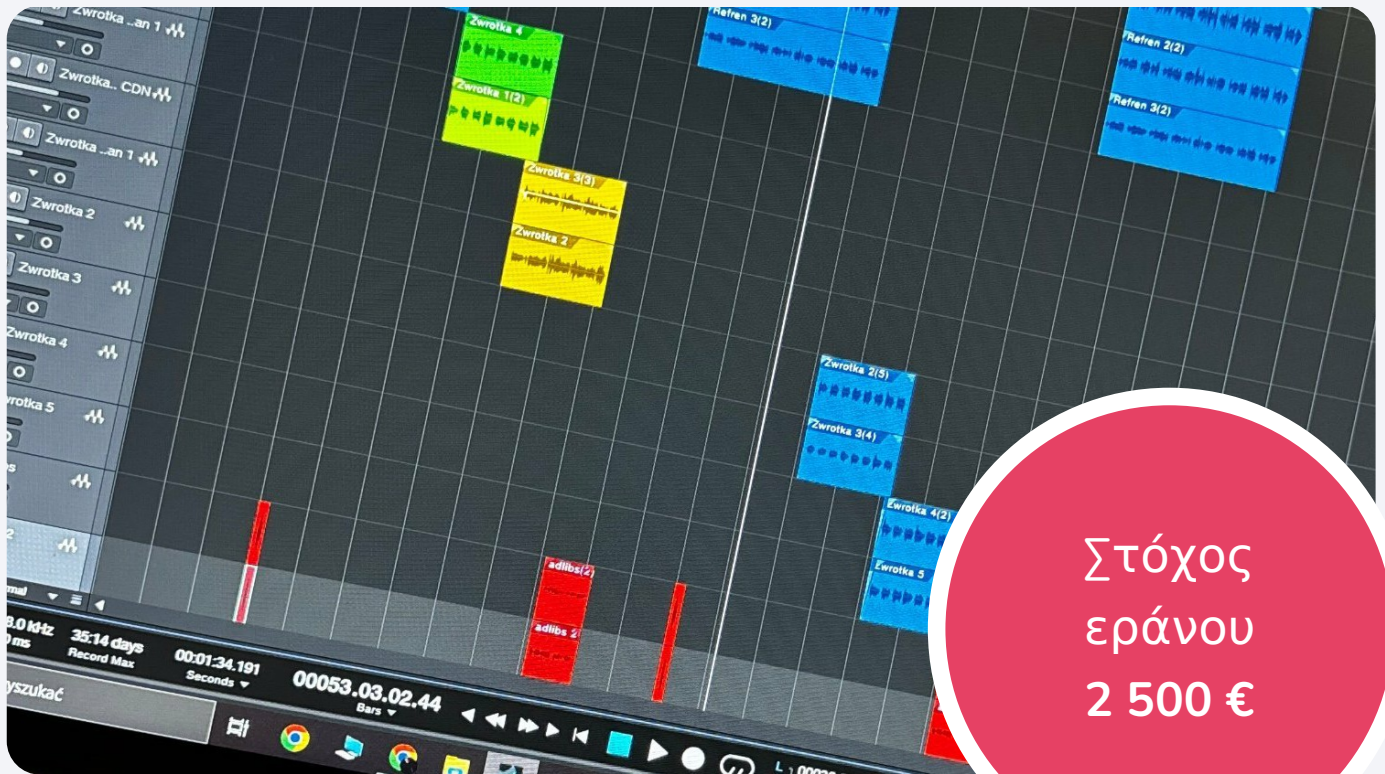 Zwrotka ..an 1
Zwrotka.. CDN
Zwrotka ..an 1
Zwrotka 2
Zwrotka 3
Zwrotka 4
Zwrotka 4
Zwrotka 1(2)
Zwrotka 3(3)
Zwrotka 2
Refren 3(2)
Refren 2(2)
Refren 3(2)
Zwrotka 2(5)
Zwrotka 3(4)
Zwrotka 4(2)
Zwrotka 5
adlibs(2)
adlibs 2
35:14 days
Record Max
00:01:34.191
Seconds
00053.03.02.44
Bars
Στόχος
εράνου
2 500 €